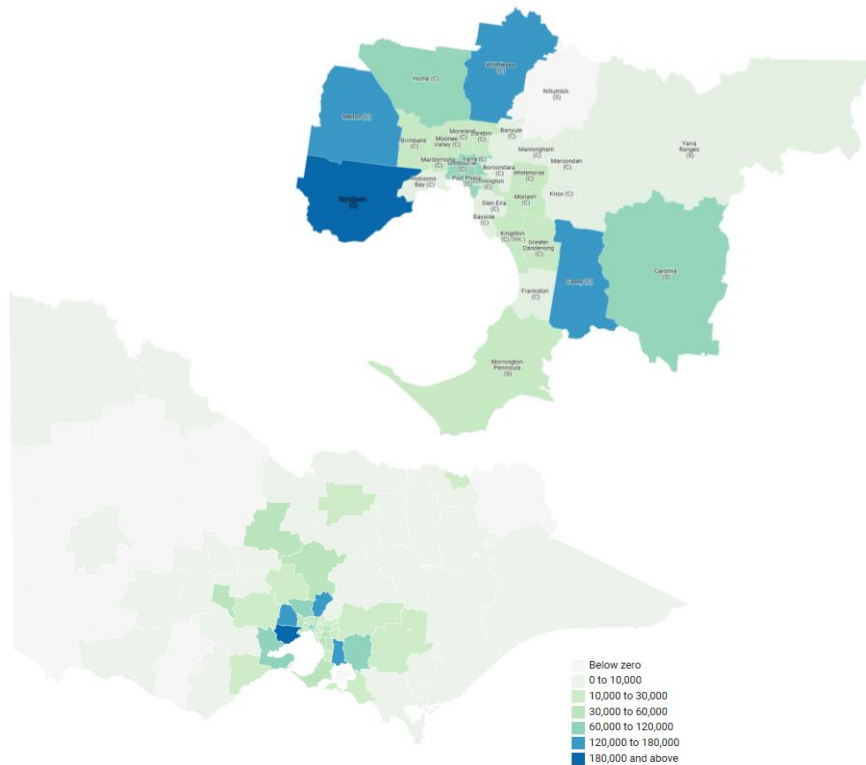 Whittlesea
(C)
Hume (C)
Nillumbik
(S)
Melton (C)
Moreland
(C)
Darebin
(C)
Banyule
(C)
Brimbank
(C)
Moonee
Valley (C)
Manningham
(C)
Yarra
Ranges
(S)
Maribyrnong
(C)
Yarra (C)
Melbourne
(C)
Boroondara
(C)
Maroondah
(C)
Whitehorse
(C)
Hobsons
Bay (C)
Port Phillip
(C)
Stonnington
(C)
Knox (C)
Glen Eira
(C)
Monash
(C)
Bayside
(C)
Kingston
(C) (Vic.)
Greater
Dandenong
(C)
Casey (C)
Cardinia
(S)
Frankston
(C)
Mornington
Peninsula
(S)
Below zero
0 to 10,000
10,000 to 30,000
30,000 to 60,000
60,000 to 120,000
120,000 to 180,000
180,000 and above